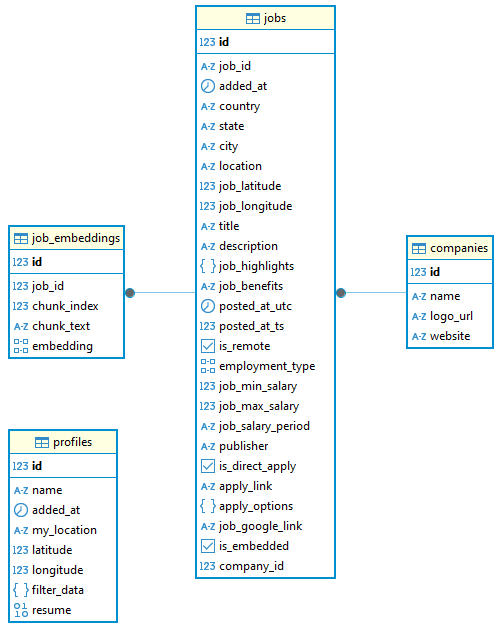 jobs
123 id
A-Z job_id
added_at
A-Z country
A-Z state
A-Z city
A-Z location
123 job_latitude
123 job_longitude
A-Z title
A-Z description
{ } job_highlights
A-Z job_benefits
posted_at_utc
123 posted_at_ts
is_remote
employment_type
123 job_min_salary
123 job_max_salary
A-Z job_salary_period
A-Z publisher
is_direct_apply
A-Z apply_link
{ } apply_options
A-Z job_google_link
is_embedded
123 company_id
job_embeddings
123 id
123 job_id
123 chunk_index
A-Z chunk_text
embedding
companies
123 id
A-Z name
A-Z logo_url
A-Z website
profiles
123 id
A-Z name
added_at
A-Z my_location
123 latitude
123 longitude
{ } filter_data
resume